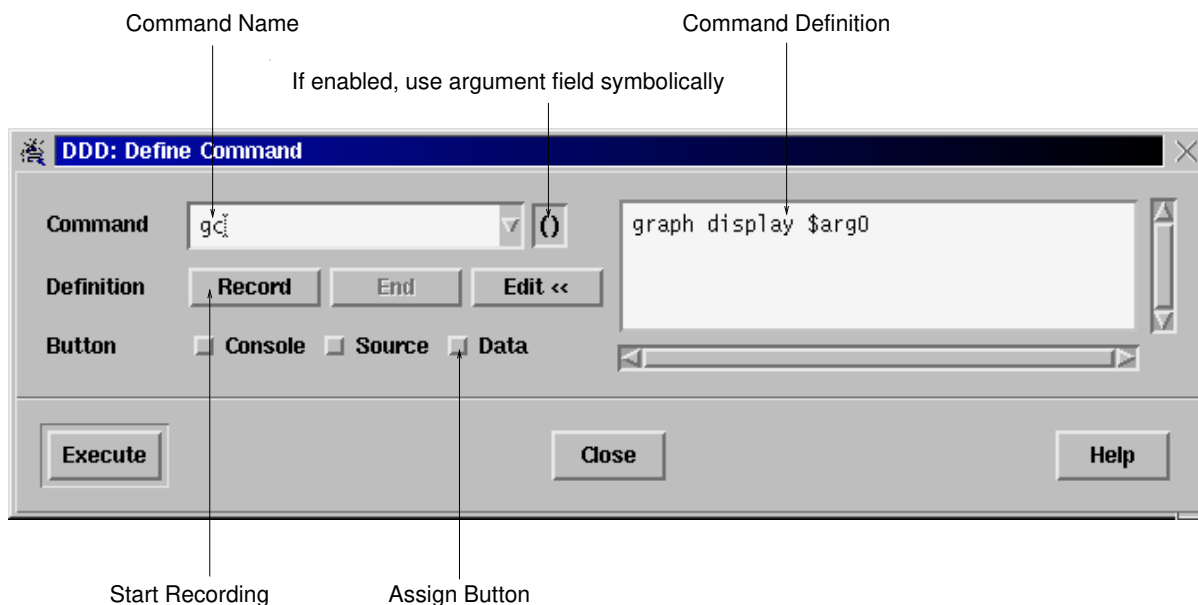 Command Name
Command Definition
If enabled, use argument field symbolically
DDD: Define Command
Command
gc
()
graph display $arg0
Definition
Record
End
Edit <<
Button
Console
Source
Data
Execute
Close
Help
Start Recording
Assign Button